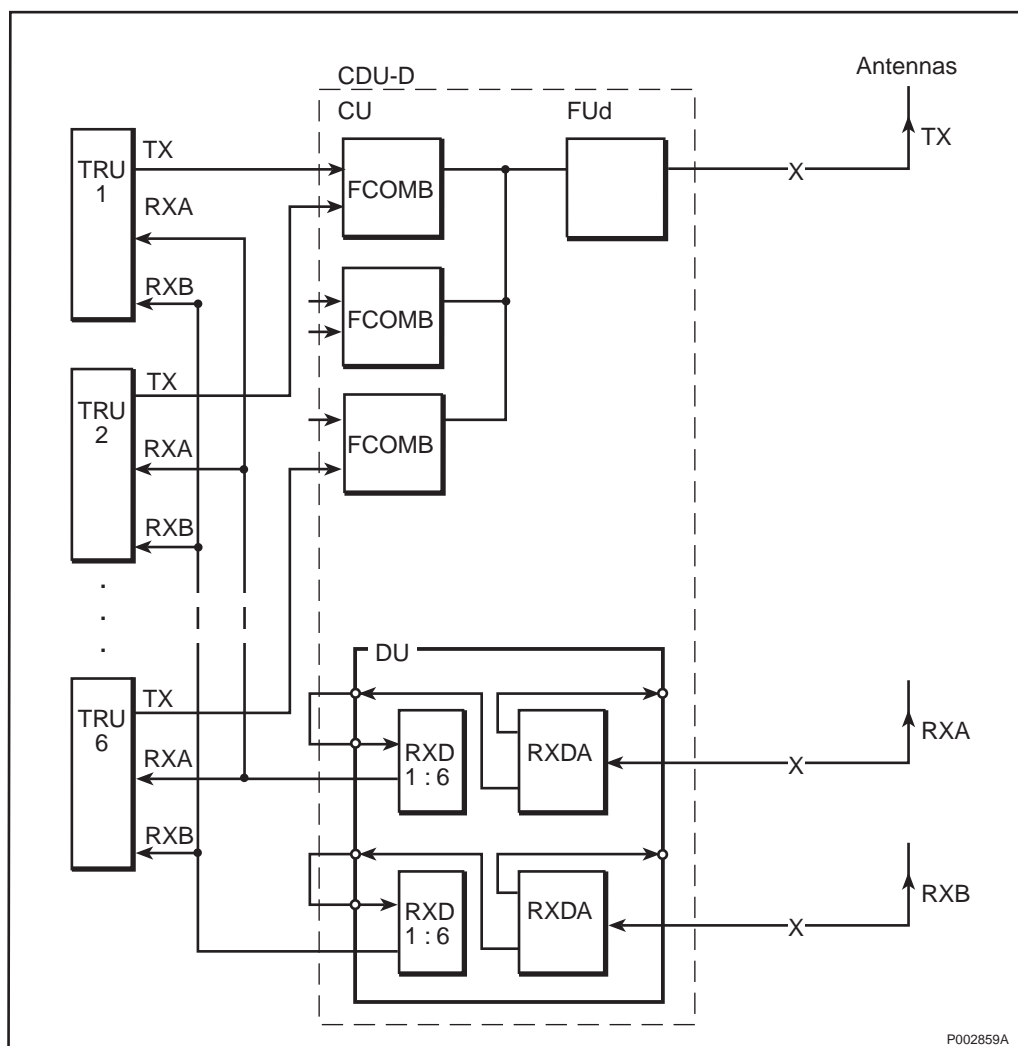 CDU-D
Antennas
CU
FUd
TX
TRU
1
TX
RXA
RXB
FCOMB
FCOMB
TRU
2
TX
RXA
RXB
FCOMB
.
.
.
DU
TRU
6
TX
RXA
RXB
RXD
1 : 6
RXDA
X
RXA
RXD
1 : 6
RXDA
X
RXB
X
P002859A